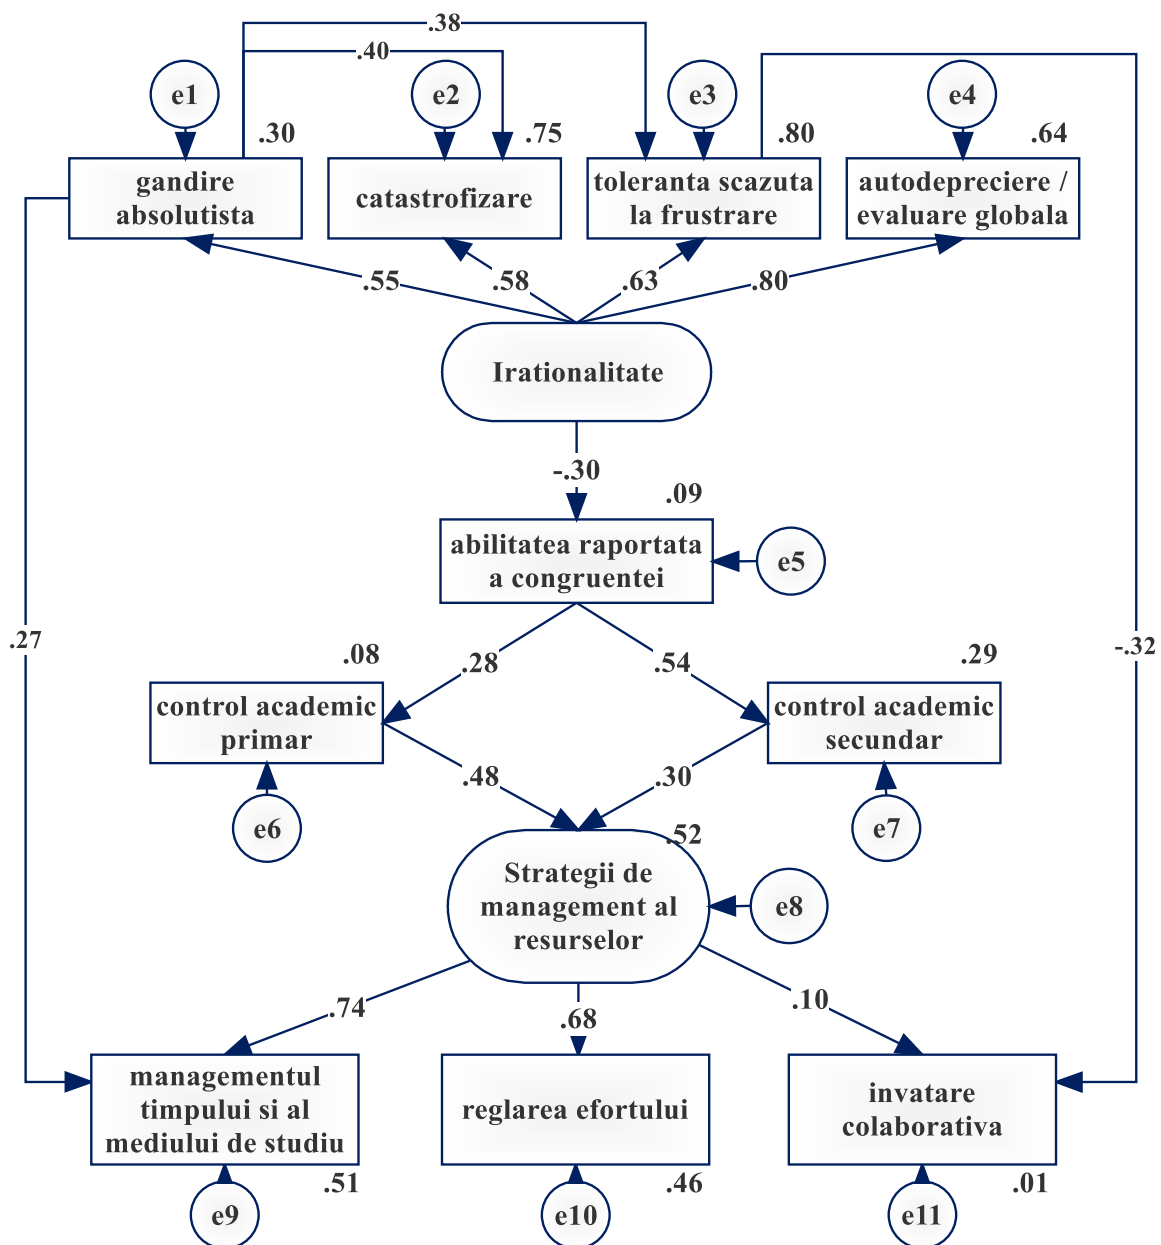 .38
.40
e1
e2
e3
e4
.30
.75
.80
.64
gandire
absolutista
catastrofizare
toleranta scazuta
la frustrare
autodepreciere /
evaluare globala
.55
.58
.63
.80
Irationalitate
-.30
.09
abilitatea raportata
a congruentei
e5
.27
-.32
.28
.54
.08
.29
control academic
primar
control academic
secundar
.48
.30
e6
e7
.52
Strategii de
management al
resurselor
e8
.74
.68
.10
managementul
timpului si al
mediului de studiu
reglarea efortului
invatare
colaborativa
.51
.46
.01
e9
e10
e11